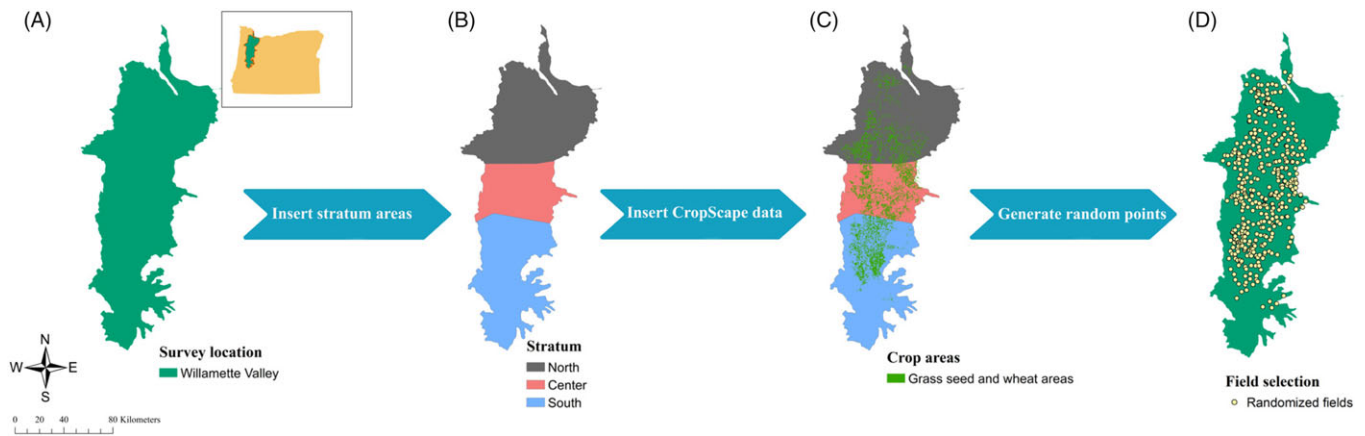 (A)
(B)
(C)
(D)
Insert stratum areas
Insert CropScape data
Generate random points
N
W
E
S
0 20 40 80 Kilometers
Survey location
Willamette Valley
Stratum
North
Center
South
Crop areas
Grass seed and wheat areas
Field selection
Randomized fields